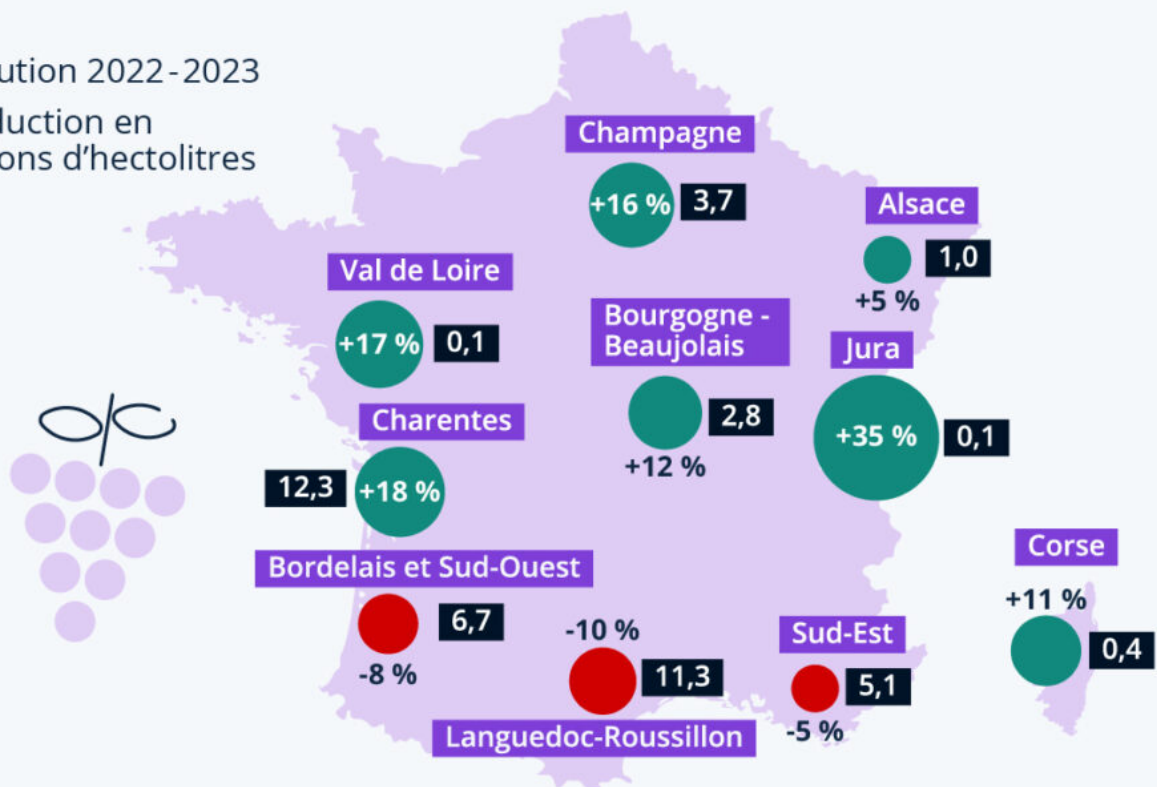 ution 2022-2023
luction en
ons d'hectolitres
Champagne
+16 %
3,7
Alsace
1,0
+5 %
Val de Loire
+17 %
0,1
Bourgogne -
Beaujolais
2,8
+12 %
Jura
+35 %
0,1
Charentes
12,3
+18 %
Bordelais et Sud-Ouest
6,7
-8 %
-10 %
11,3
Languedoc-Roussillon
Sud-Est
5,1
-5 %
Corse
+11 %
0,4